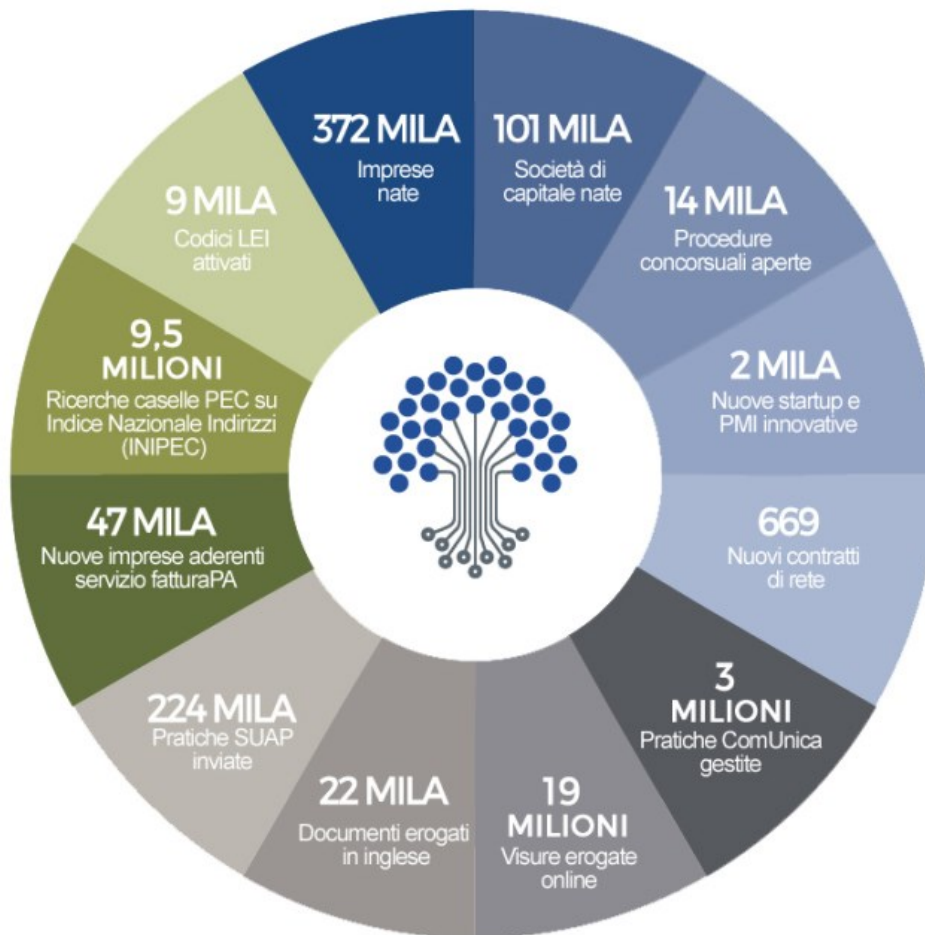 372 MILA
Imprese
nate
101 MILA
Società di
capitale nate
14 MILA
Procedure
concorsuali aperte
2 MILA
Nuove startup e
PMI innovative
669
Nuovi contratti
di rete
3
MILIONI
Pratiche ComUnica
gestite
19
MILIONI
Visure erogate
online
22 MILA
Documenti erogati
in inglese
224 MILA
Pratiche SUAP
inviate
47 MILA
Nuove imprese aderenti
servizio fatturaPA
9,5
MILIONI
Ricerche caselle PEC su
Indice Nazionale Indirizzi
(INIPEC)
9 MILA
Codici LEI
attivati